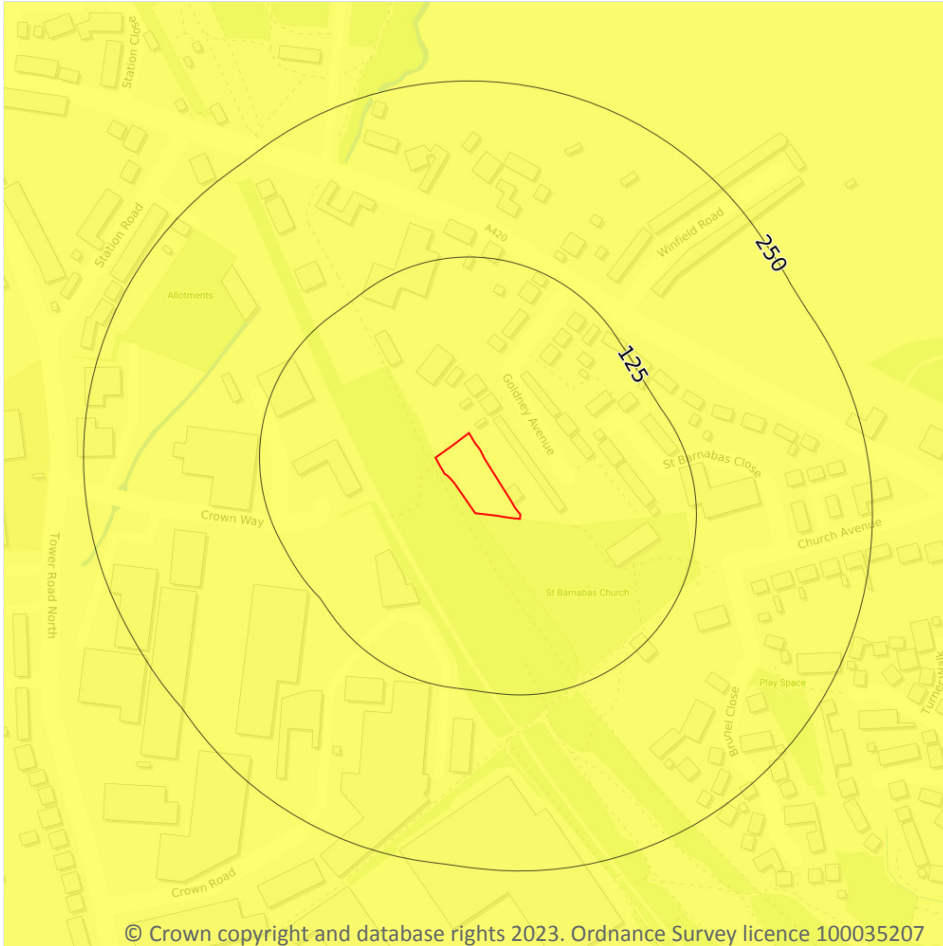 Station Close
Station Road
A420
Winfield Road
250
Allotments
125
Goldney Avenue
St Barnabas Close
Crown Way
Church Avenue
Tower Road North
St Barnabas Church
Play Space
Brunel Close
Crown Road
© Crown copyright and database rights 2023. Ordnance Survey licence 100035207